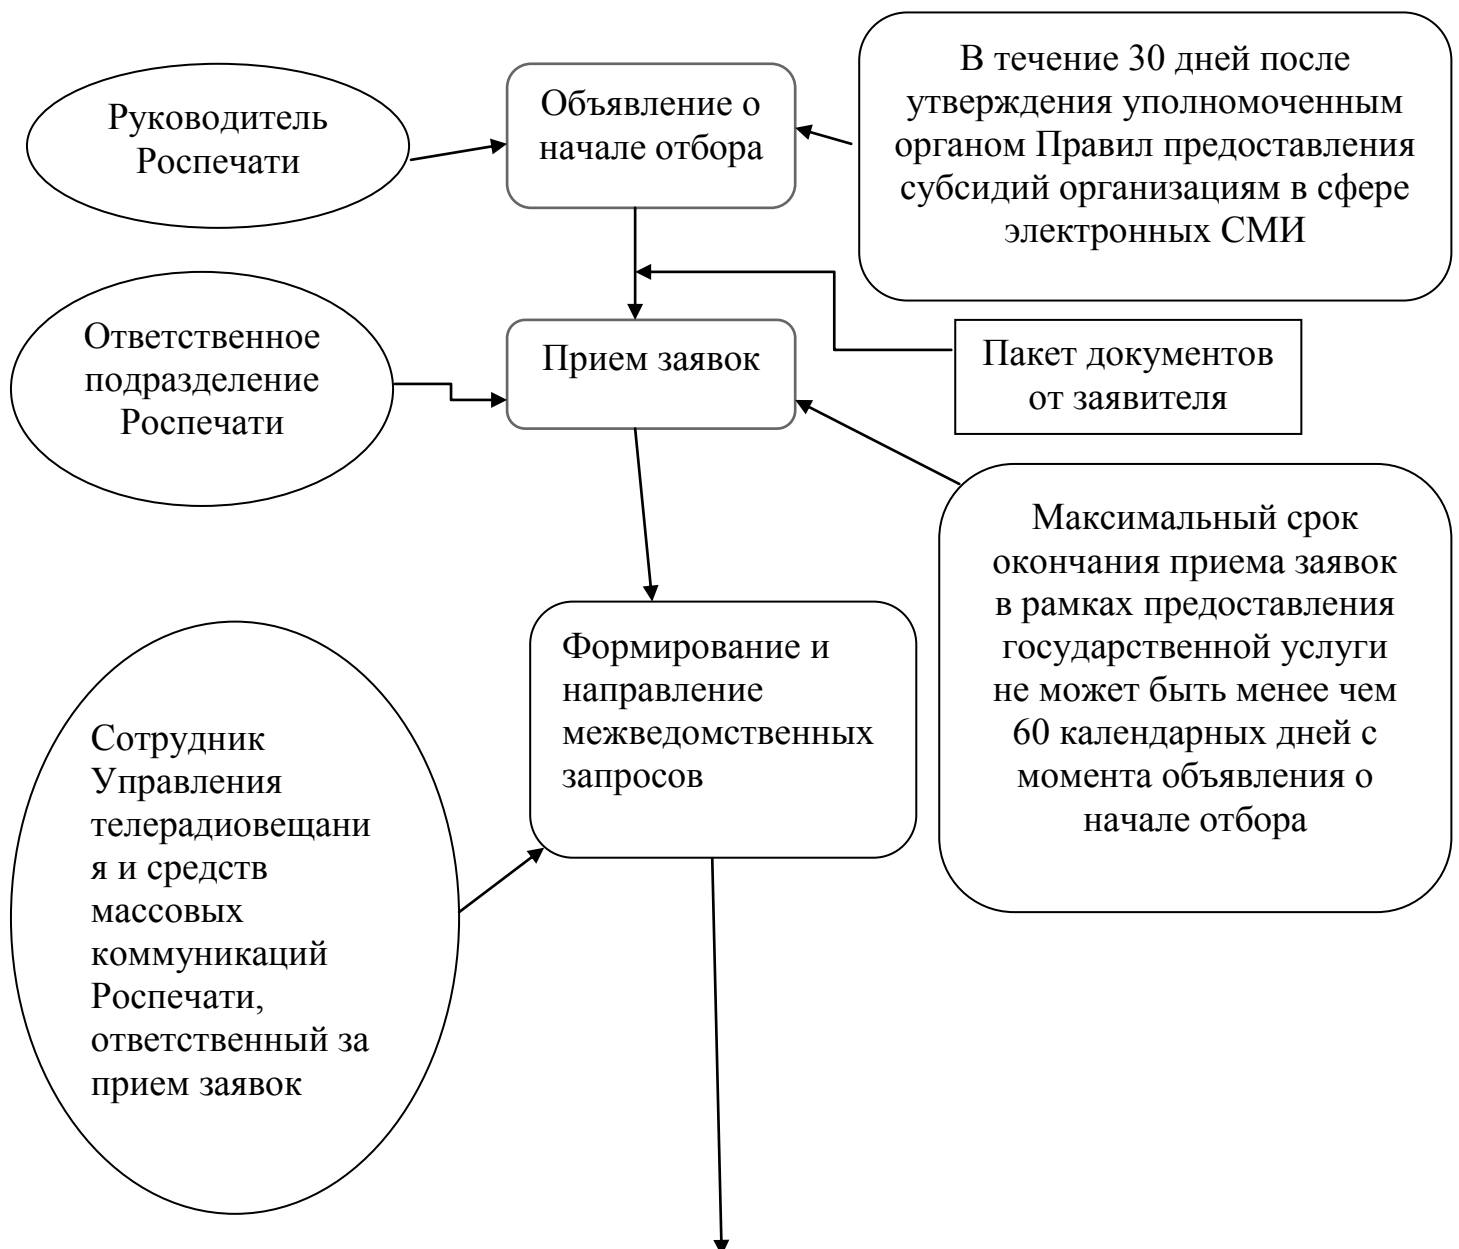 Руководитель
Роспечати
Объявление о
начале отбора
В течение 30 дней после
утверждения уполномоченным
органом Правил предоставления
субсидий организациям в сфере
электронных СМИ
Ответственное
подразделение
Роспечати
Прием заявок
Пакет документов
от заявителя
Максимальный срок
окончания приема заявок
в рамках предоставления
государственной услуги
не может быть менее чем
60 календарных дней с
момента объявления о
начале отбора
Формирование и
направление
межведомственных
запросов
Сотрудник
Управления
телерадиовещани
я и средств
массовых
коммуникаций
Роспечати,
ответственный за
прием заявок